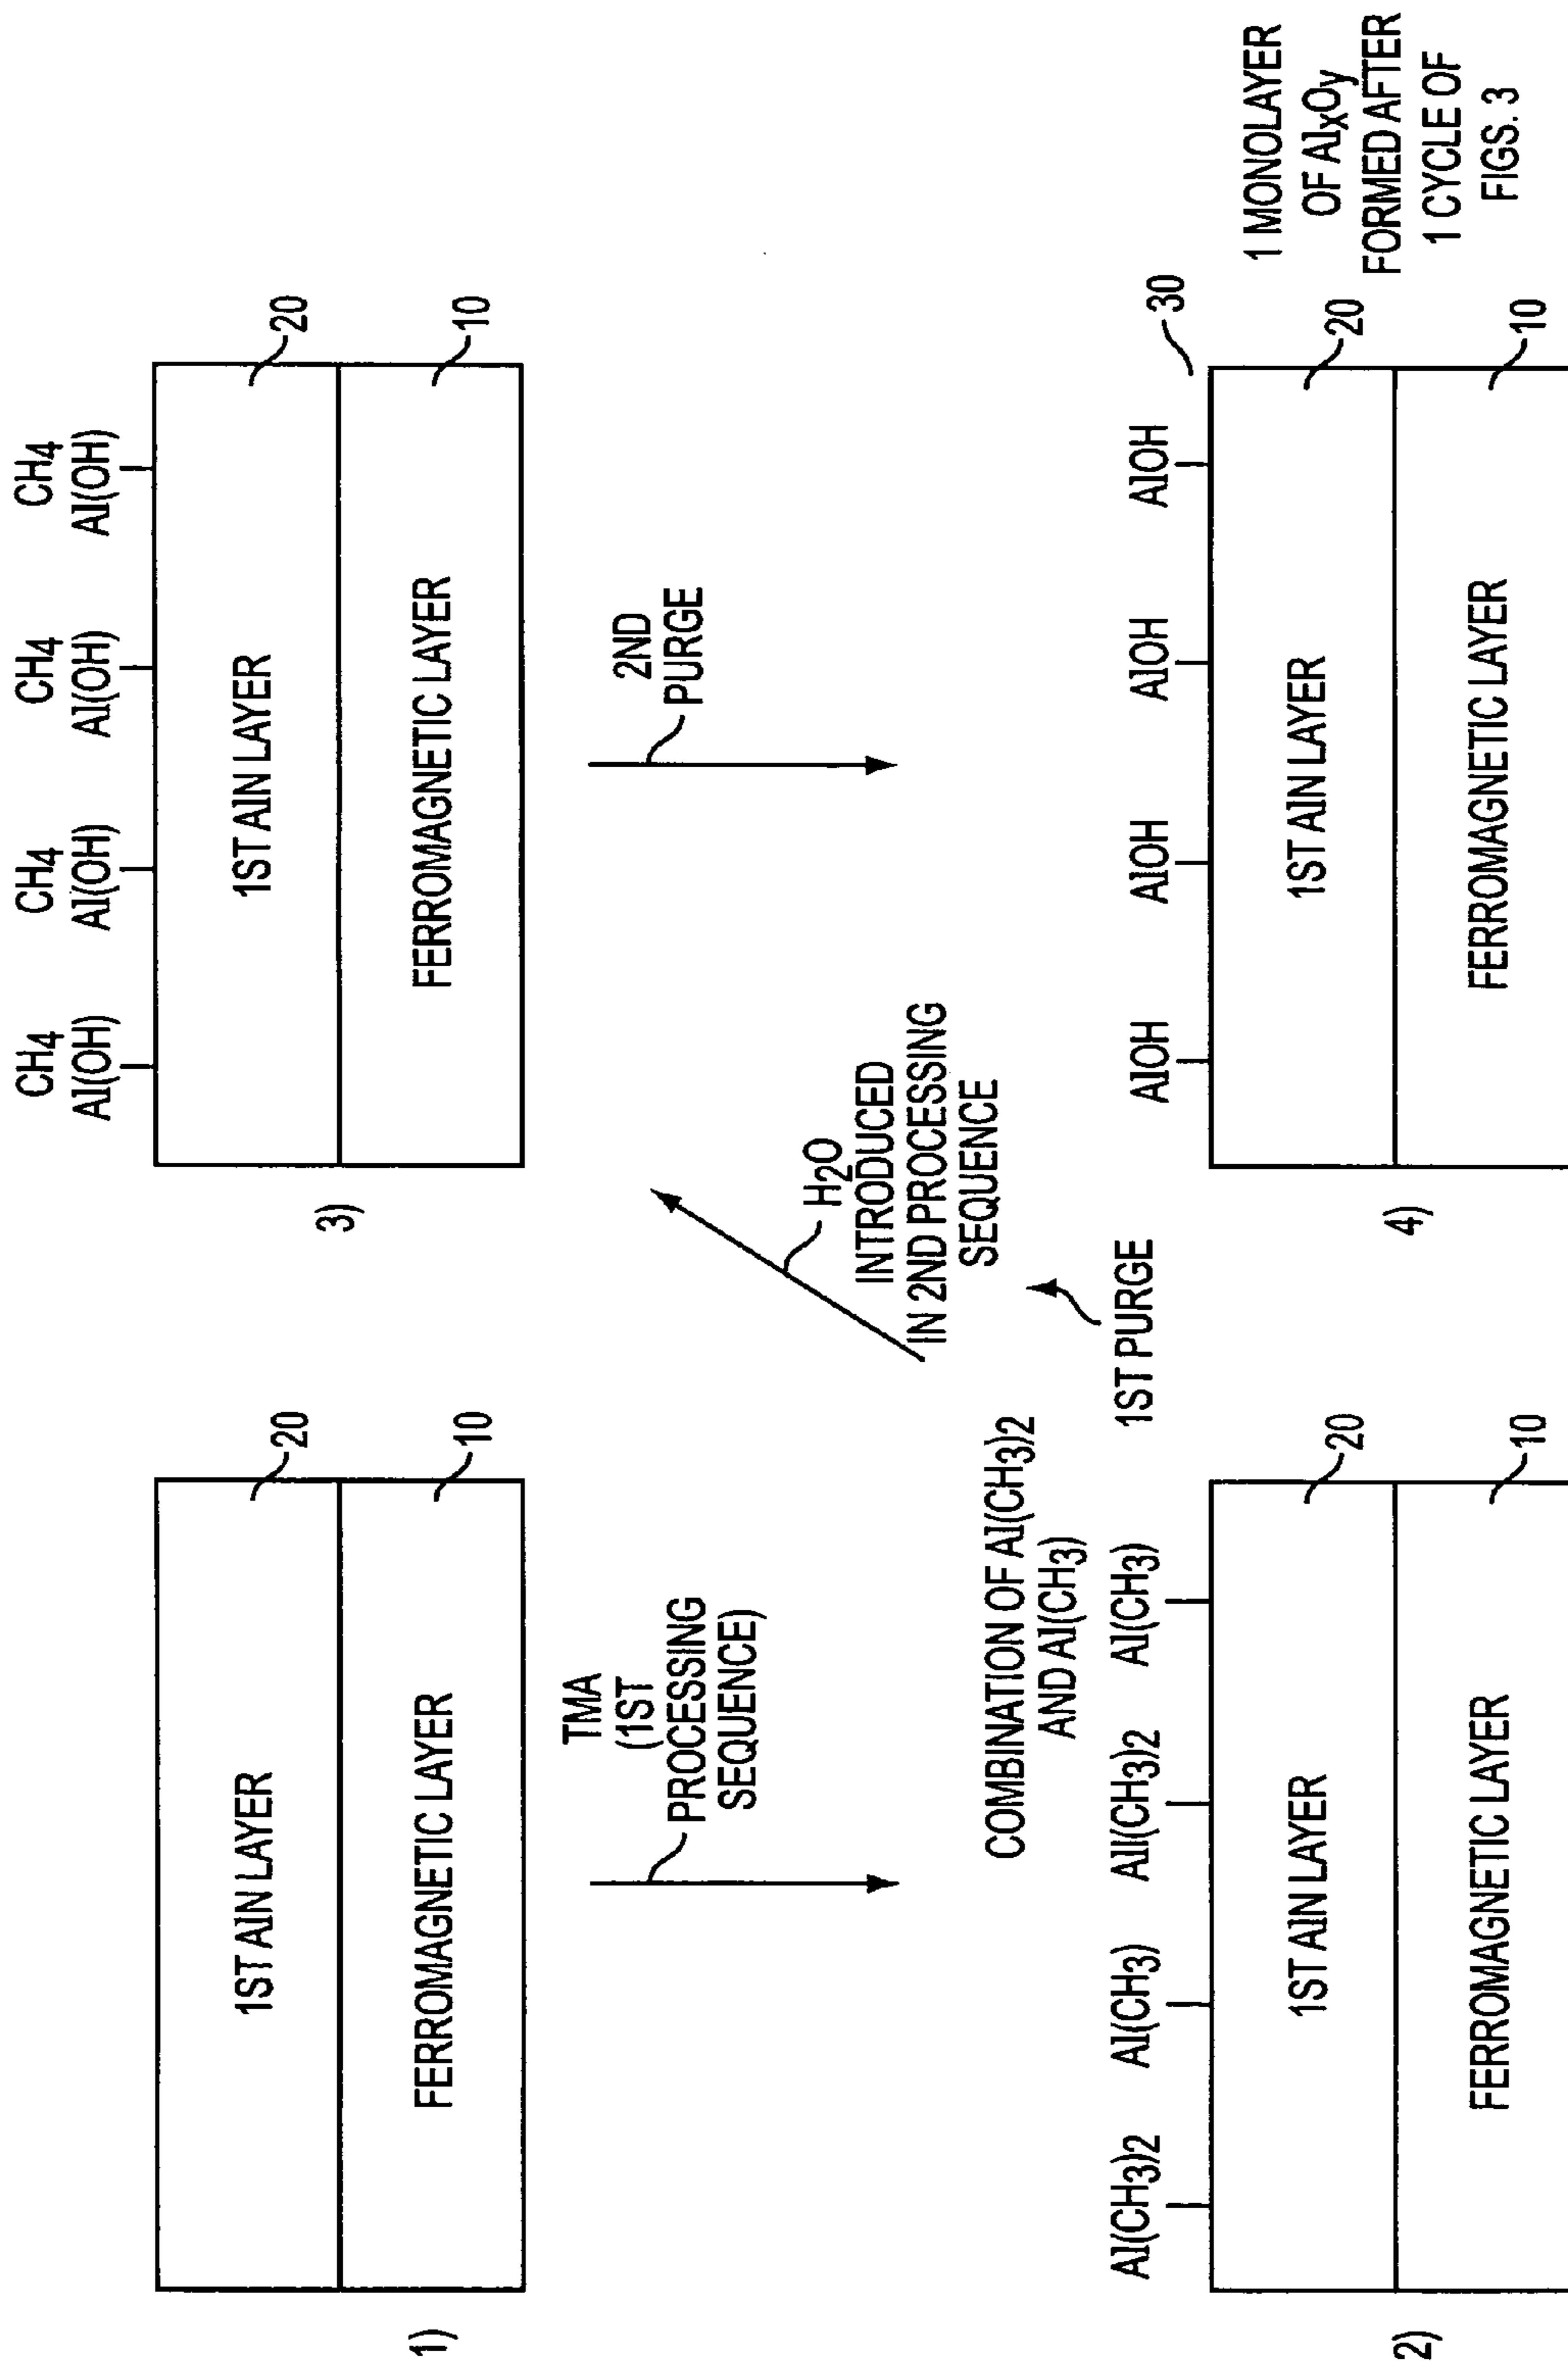 1)
1ST AlN LAYER
20
FERROMAGNETIC LAYER
10
TMA
(1ST
PROCESSING
SEQUENCE)
2)
COMBINATION OF Al(CH3)2
AND Al(CH3)
Al(CH3)2 Al(CH3) All(CH3)2 Al(CH3)
1ST AlN LAYER
20
FERROMAGNETIC LAYER
10
1ST PURGE
H2O
INTRODUCED
IN 2ND PROCESSING
SEQUENCE
3)
CH4 CH4 CH4 CH4
Al(OH) Al(OH) Al(OH) Al(OH)
1ST AlN LAYER
20
FERROMAGNETIC LAYER
10
2ND
PURGE
4)
AlOH AlOH AlOH AlOH
30
1ST AlN LAYER
20
FERROMAGNETIC LAYER
10
1 MONOLAYER
OF AlxOy
FORMED AFTER
1 CYCLE OF
FIGS. 3